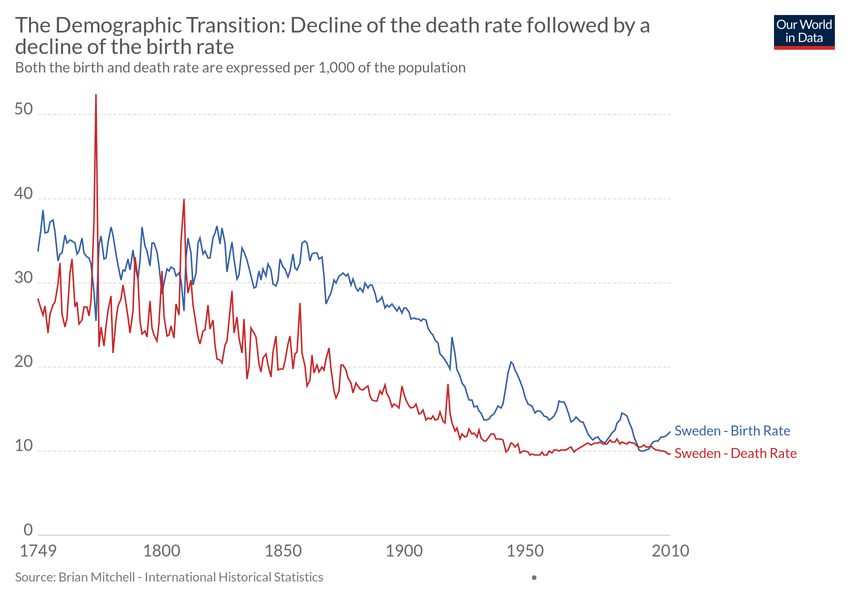 The Demographic Transition: Decline of the death rate followed by a
decline of the birth rate
Our World
in Data
Both the birth and death rate are expressed per 1,000 of the population
50
40
30
20
10
0
Sweden - Birth Rate
Sweden - Death Rate
1749 1800 1850 1900 1950 2010
Source: Brian Mitchell - International Historical Statistics